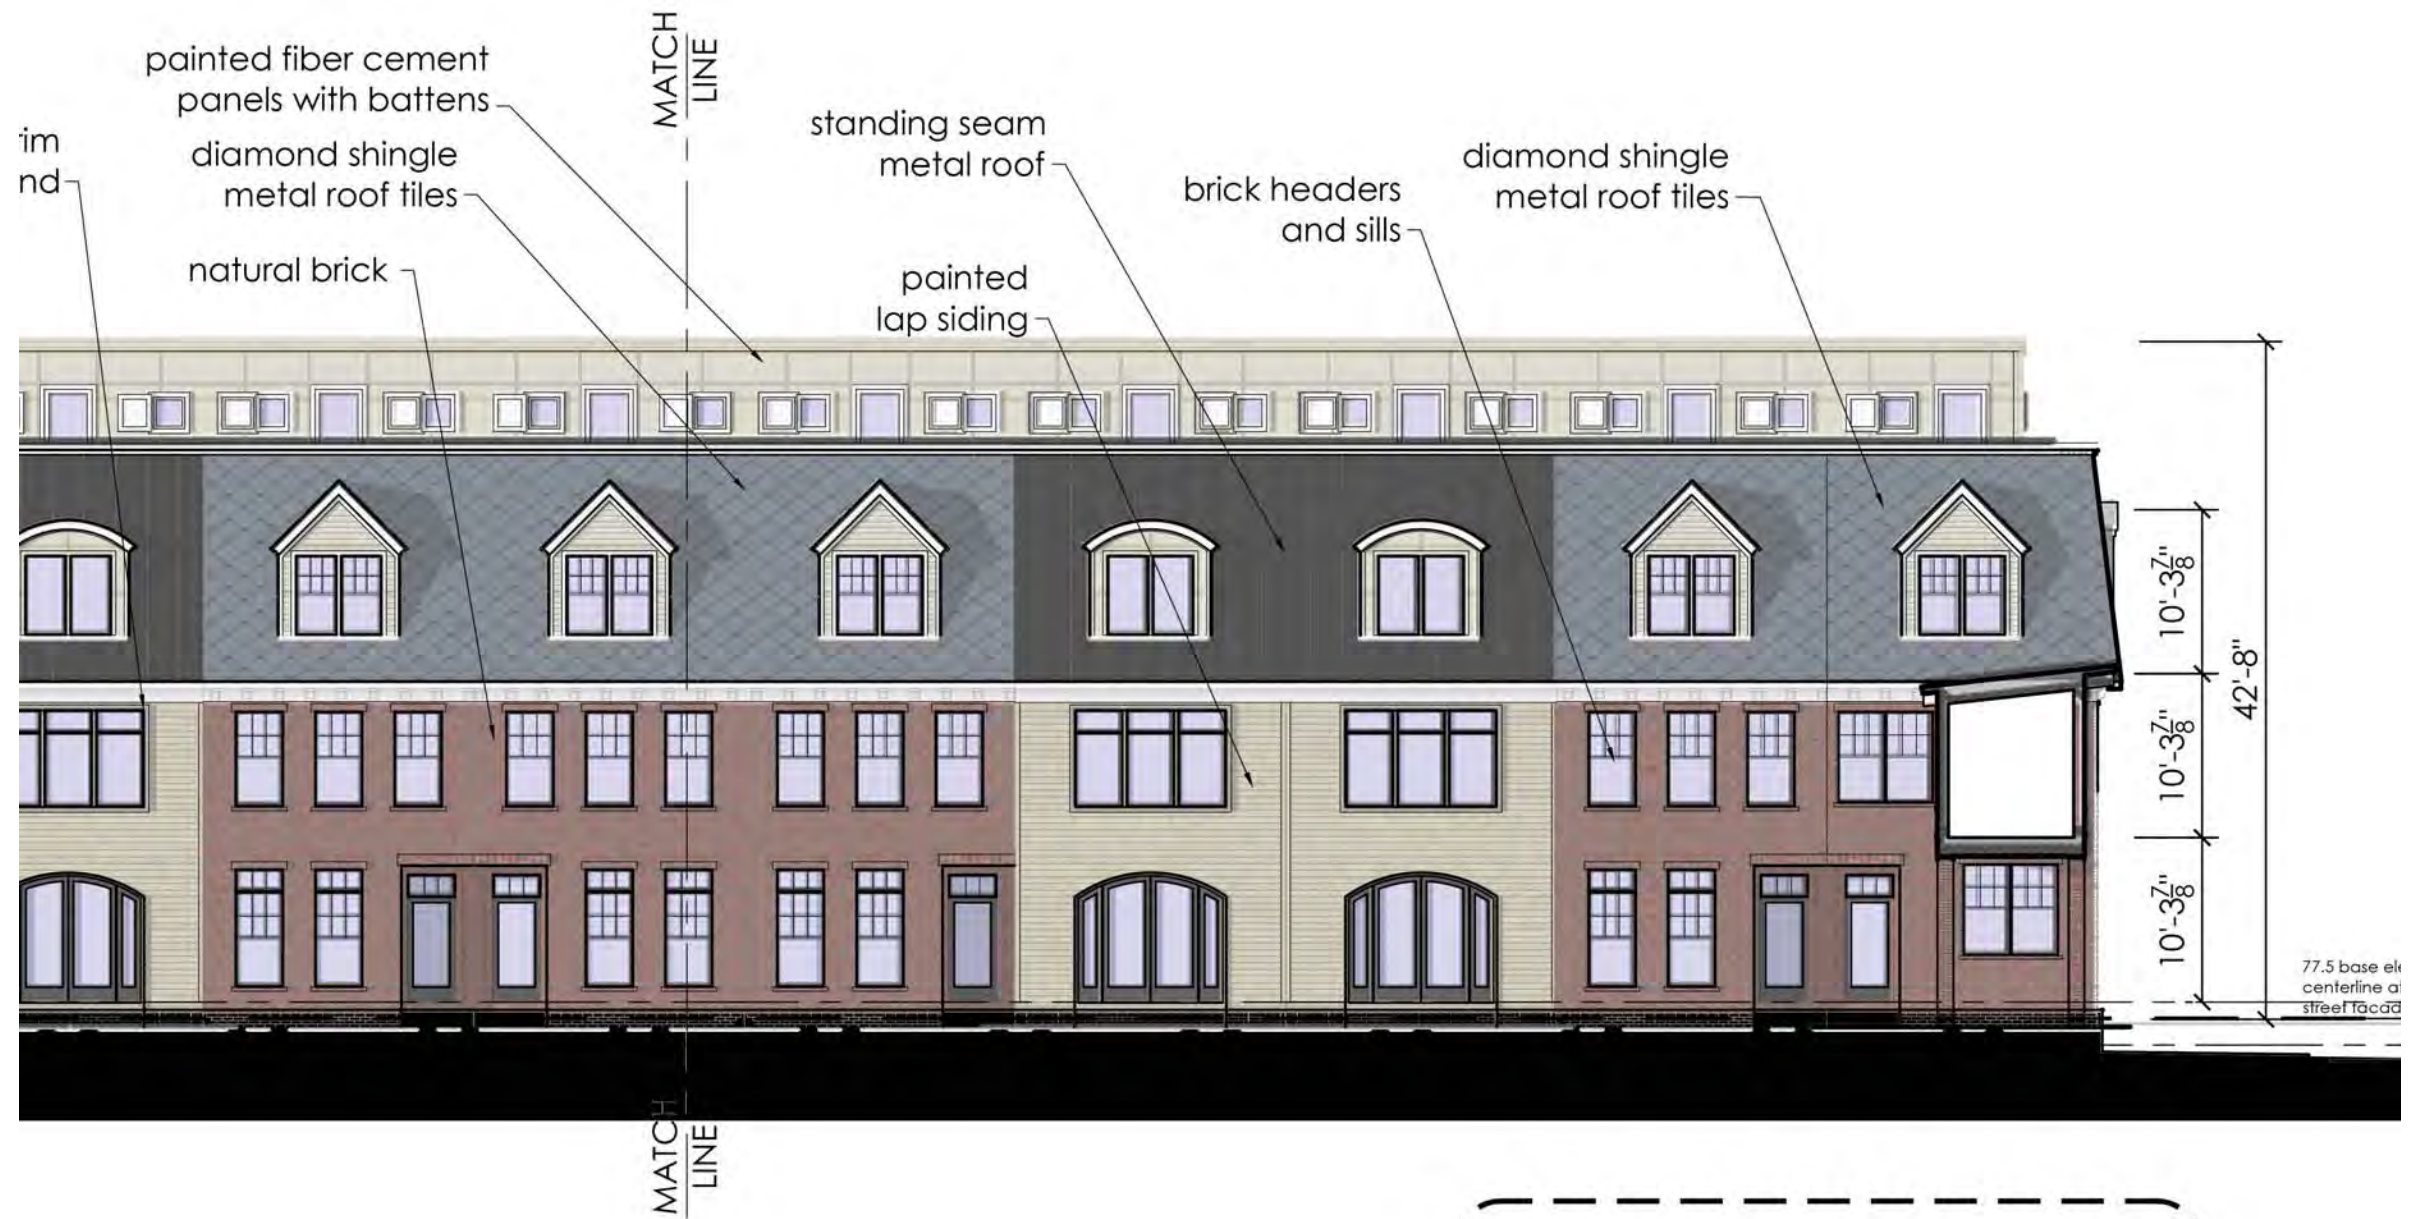 MATCH
LINE
painted fiber cement
panels with battens
rim
nd
diamond shingle
metal roof tiles
natural brick
standing seam
metal roof
painted
lap siding
brick headers
and sills
diamond shingle
metal roof tiles
10'-3 7/8"
10'-3 7/8"
10'-3 7/8"
42'-8"
77.5 base ele
centerline at
street facad
MATCH
LINE